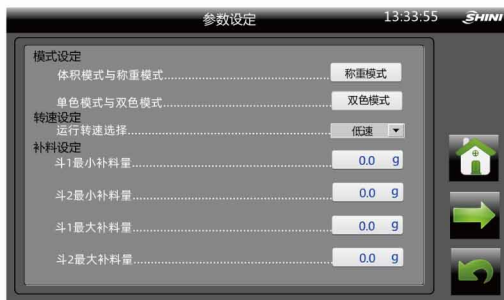 参数设定 13:33:55 SHINI
模式设定
体积模式与称重模式 称重模式
单色模式与双色模式 双色模式
转速设定
运行转速选择 低速
补料设定
斗1最小补料量 0.0 g
斗2最小补料量 0.0 g
斗1最大补料量 0.0 g
斗2最大补料量 0.0 g